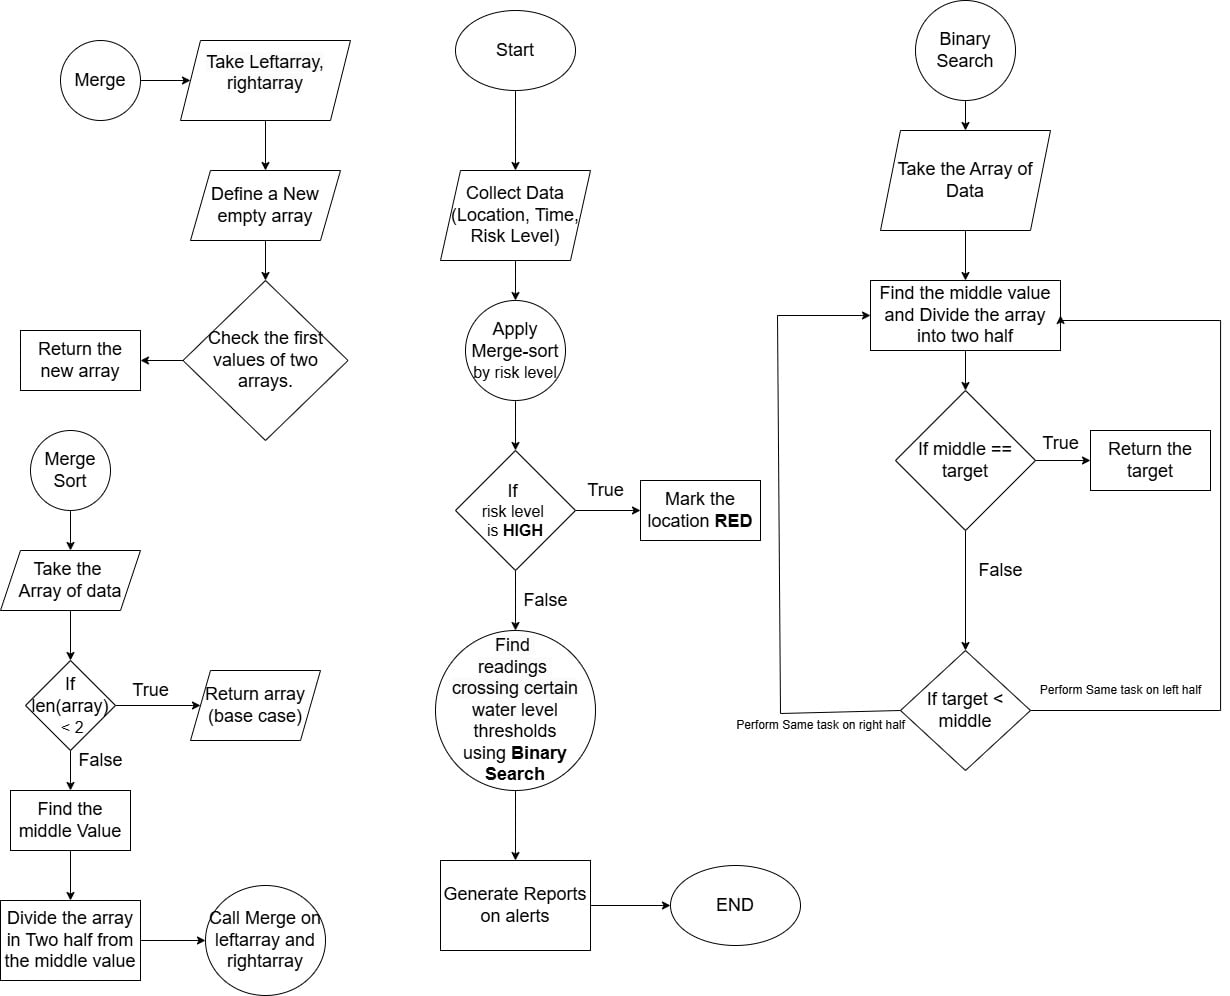 Merge
Take Leftarray,
rightarray
Define a New
empty array
Check the first
values of two
arrays.
Return the
new array
Merge
Sort
Take the
Array of data
If
len(array)
< 2
True
Return array
(base case)
False
Find the
middle Value
Divide the array
in Two half from
the middle value
Call Merge on
leftarray and
rightarray
Start
Collect Data
(Location, Time,
Risk Level)
Apply
Merge-sort
by risk level
If
risk level
is HIGH
True
Mark the
location RED
False
Find
readings
crossing certain
water level
thresholds
using Binary
Search
Generate Reports
on alerts
END
Binary
Search
Take the Array of
Data
Find the middle value
and Divide the array
into two half
If middle ==
target
True
Return the
target
False
If target <
middle
Perform Same task on left half
Perform Same task on right half